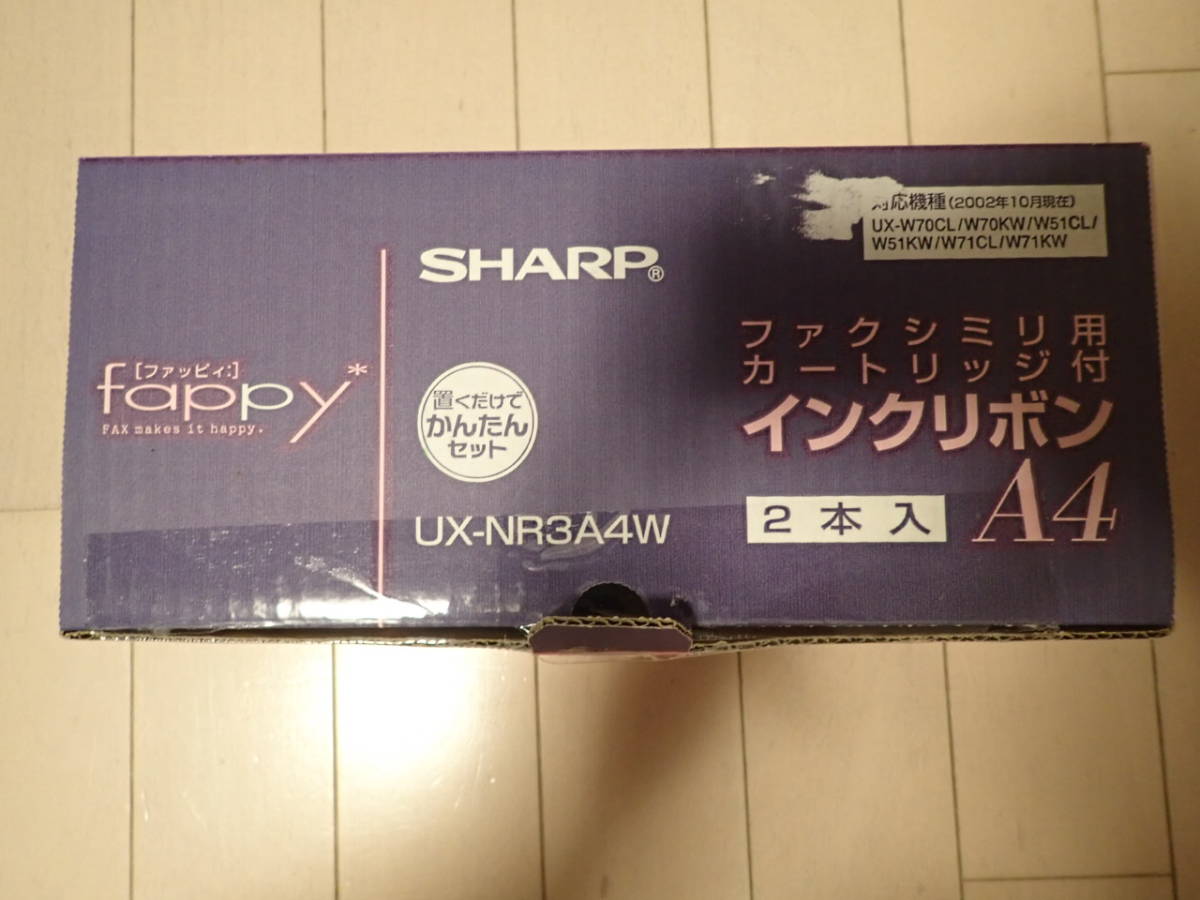 [ファッピィ:]
fappy*
FAX makes it happy.
SHARP®
置くだけで
かんたん
セット
UX-NR3A4W
対応機種(2002年10月現在)
UX-W70CL/W70KW/W51CL/
W51KW/W71CL/W71KW
ファクシミリ用
カートリッジ付
インクリボン
2本入
A4